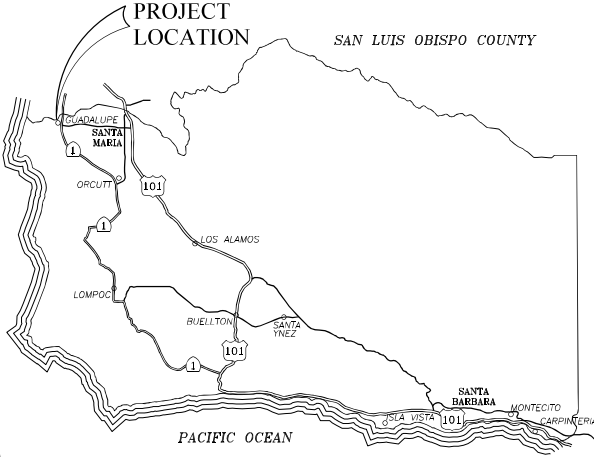 PROJECT
LOCATION
SAN LUIS OBISPO COUNTY
GUADALUPE
SANTA
MARIA
1
ORCUTT
101
1
LOS ALAMOS
LOMPOC
BUELLTON
SANTA
YNEZ
101
1
SANTA
BARBARA
ISLA VISTA
101
MONTECITO
CARPINTERIA
PACIFIC OCEAN